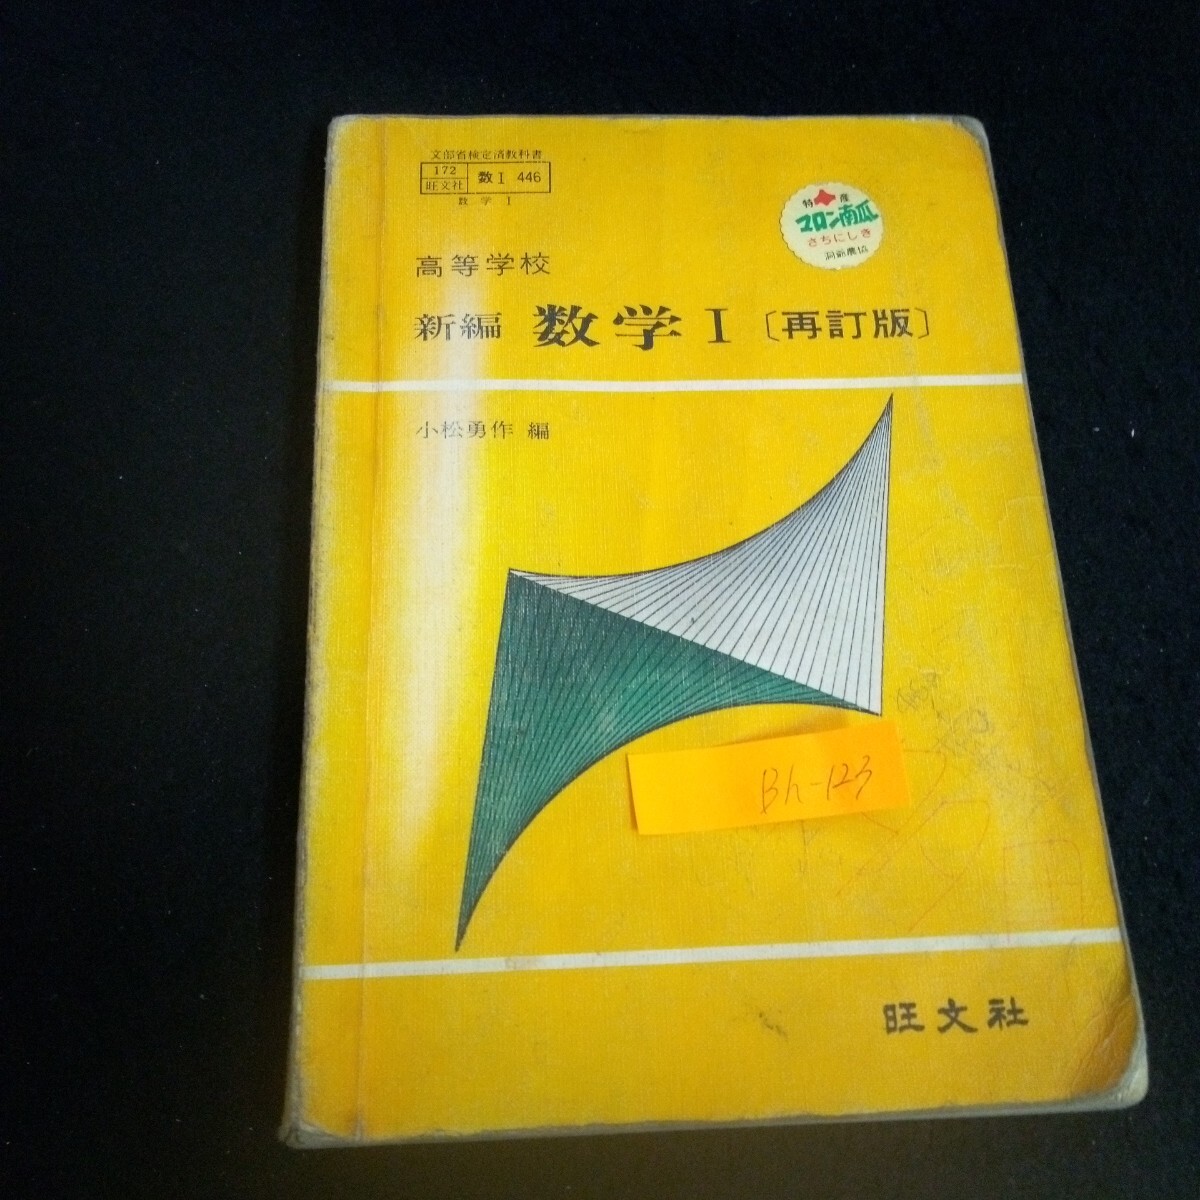 文部省検定済教科書
172
旺文社
数I 446
数学I
特産
マロン南瓜
さちにしき
洞爺農協
高等学校
新編 数学I〔再訂版〕
小松勇作 編
Bh-123
旺文社